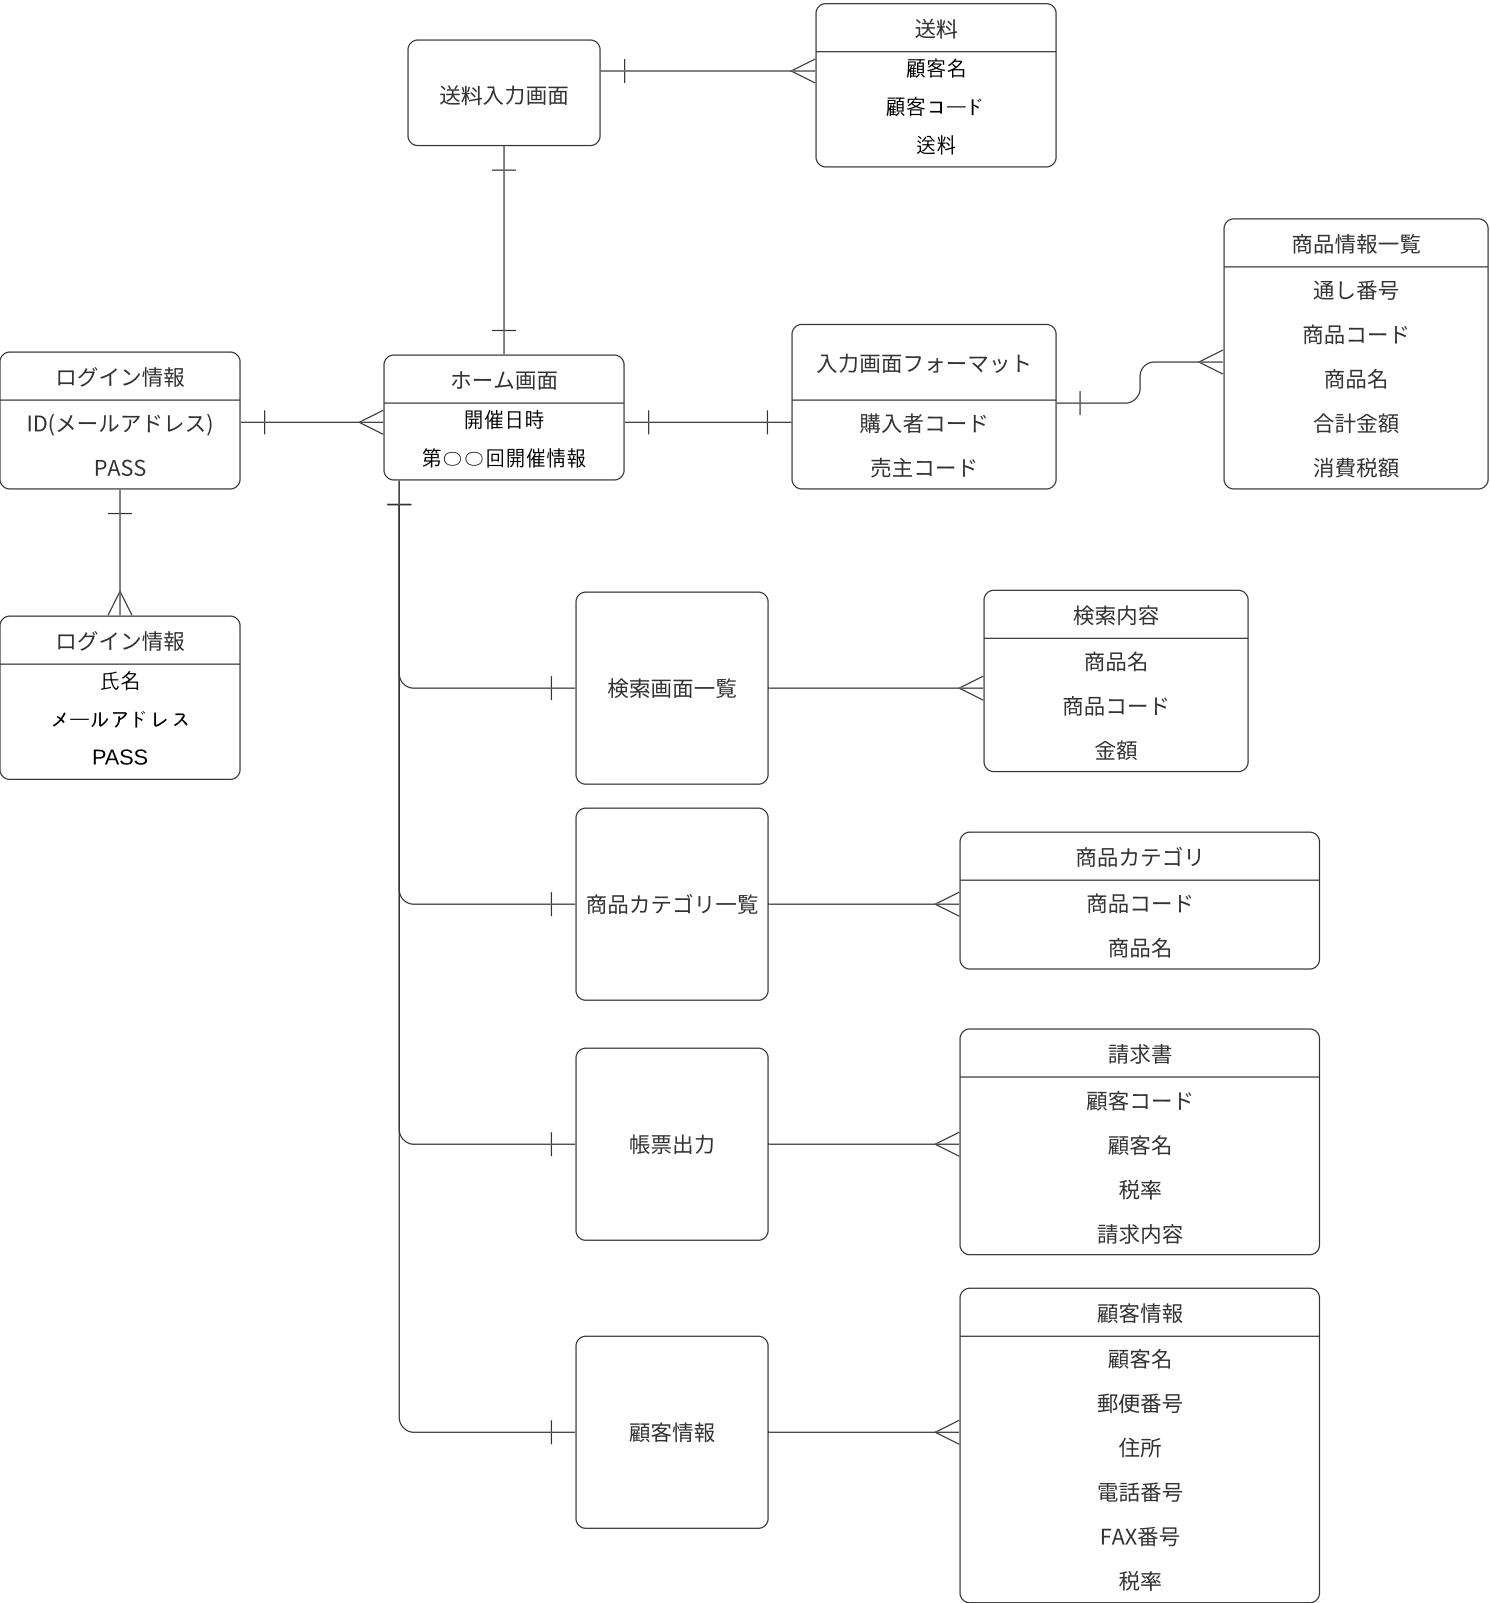 送料
顧客名
顧客コード
送料
送料入力画面
商品情報一覧
通し番号
商品コード
商品名
合計金額
消費税額
入力画面フォーマット
購入者コード
売主コード
ログイン情報
ID(メールアドレス)
PASS
ホーム画面
開催日時
第〇〇回開催情報
ログイン情報
氏名
メールアドレス
PASS
検索画面一覧
検索内容
商品名
商品コード
金額
商品カテゴリ一覧
商品カテゴリ
商品コード
商品名
帳票出力
請求書
顧客コード
顧客名
税率
請求内容
顧客情報
顧客情報
顧客名
郵便番号
住所
電話番号
FAX番号
税率